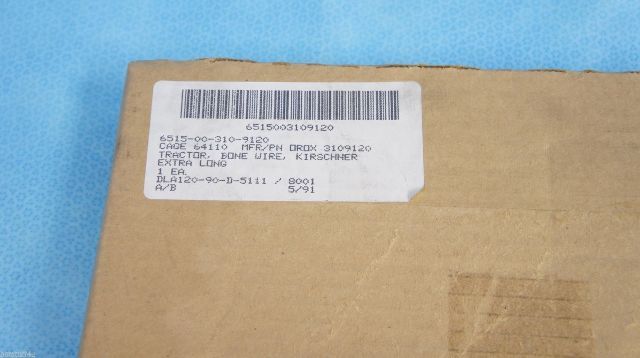 6515003109120
6515-00-310-9120
CAGE 64110 MFR/PN OROX 3109120
TRACTOR, BONE WIRE, KIRSCHNER
EXTRA LONG
1 EA.
DLA120-90-D-5111 / 8001
A/B 5/91